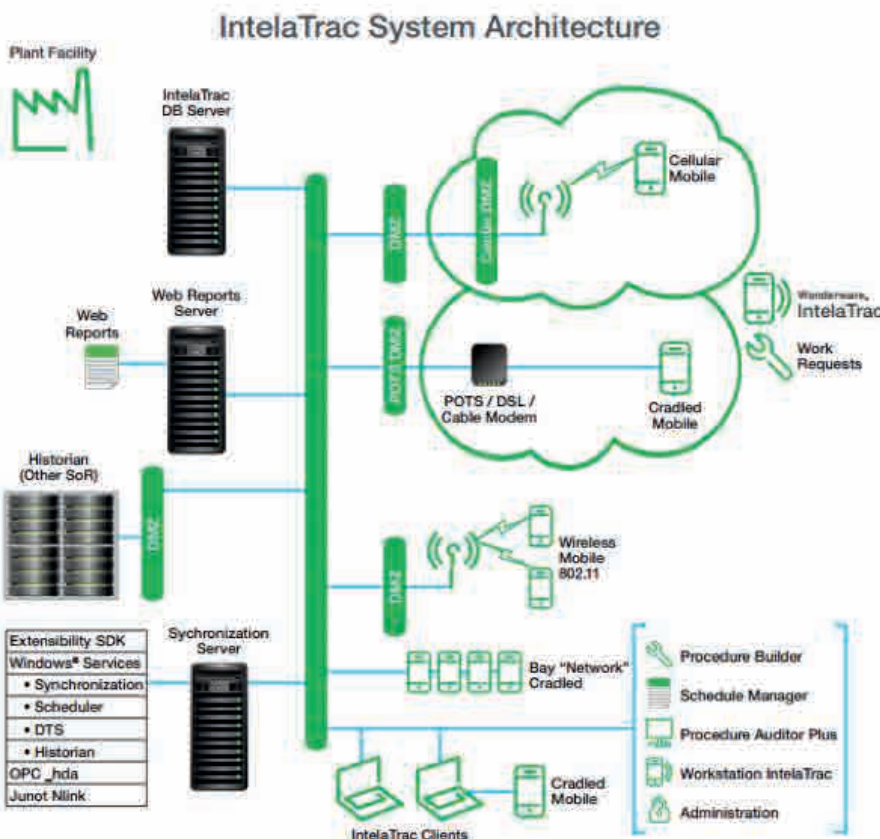 IntelaTrac System Architecture
Plant Facility
IntelaTrac
DB Server
Cellular
Mobile
DMZ
Carrier DMZ
Web Reports
Server
Web
Reports
Wonderware®
IntelaTrac
Work
Requests
POTS DMZ
POTS / DSL /
Cable Modem
Cradled
Mobile
Historian
(Other SoR)
DMZ
Wireless
Mobile
802.11
DMZ
Extensibility SDK
Windows® Services
• Synchronization
• Scheduler
• DTS
• Historian
OPC _hda
Junot Nlink
Sychronization
Server
Bay "Network"
Cradled
Procedure Builder
Schedule Manager
Procedure Auditor Plus
Workstation IntelaTrac
Administration
Cradled
Mobile
IntelaTrac Clients